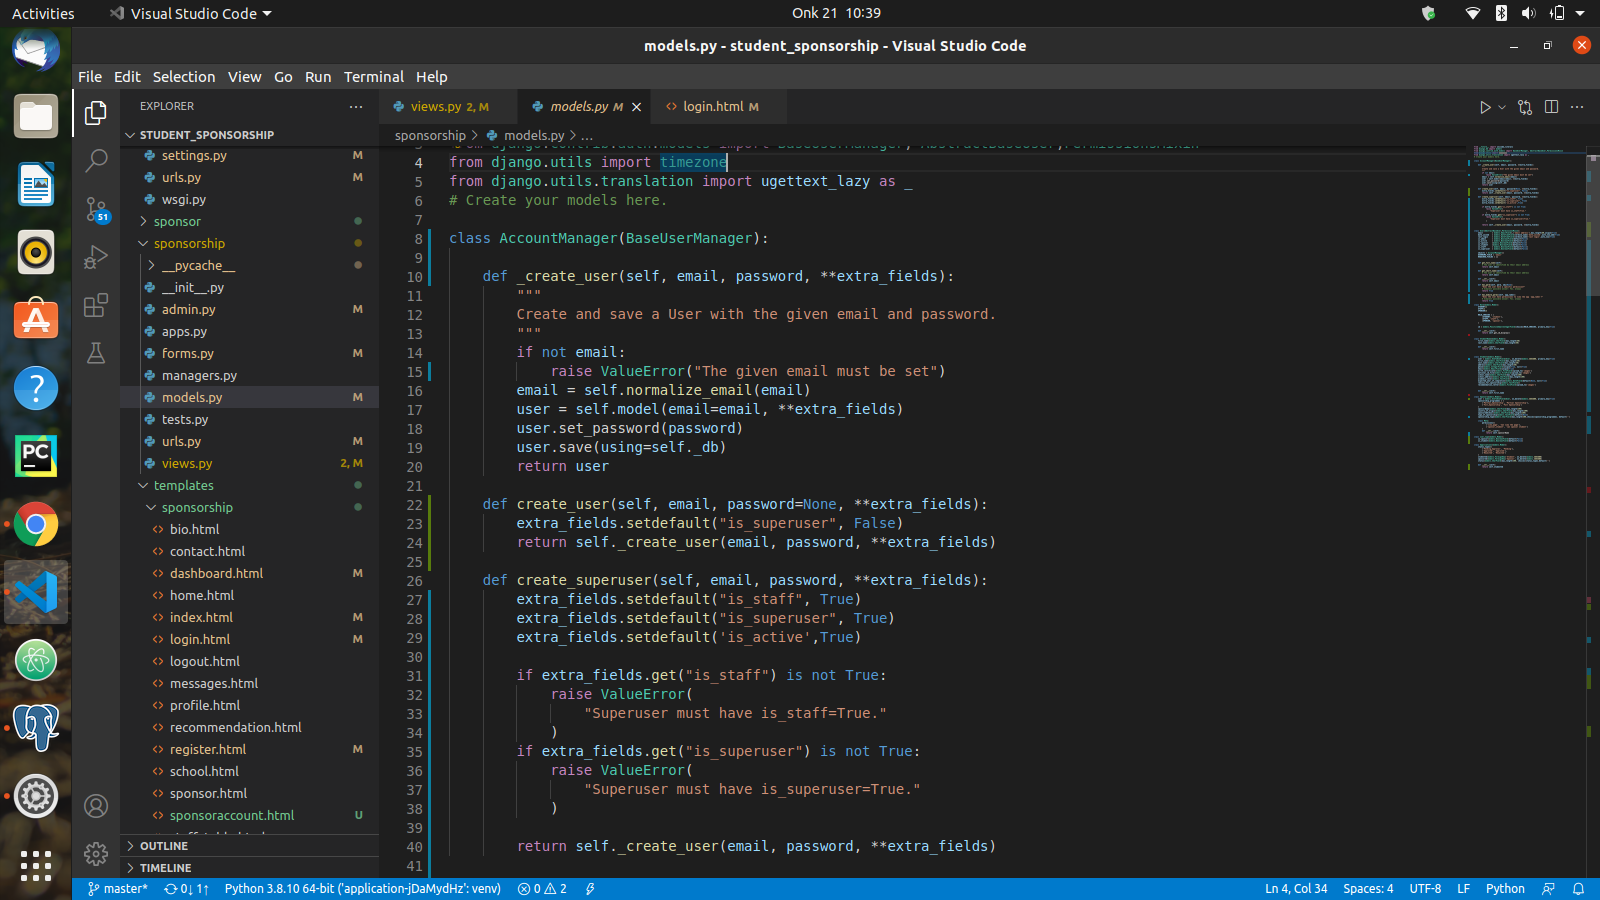 Activities
Visual Studio Code
Onk 21 10:39
models.py - student_sponsorship - Visual Studio Code
File Edit Selection View Go Run Terminal Help
EXPLORER
views.py 2, M
models.py M
login.html M
sponsorship > models.py > ...
STUDENT_SPONSORSHIP
settings.py M
urls.py M
wsgi.py
sponsor
sponsorship
__pycache__
__init__.py
admin.py M
apps.py
forms.py M
managers.py
models.py M
tests.py
urls.py M
views.py 2, M
templates
sponsorship
bio.html
contact.html
dashboard.html M
home.html
index.html M
login.html M
logout.html
messages.html
profile.html
recommendation.html
register.html M
school.html
sponsor.html
sponsoraccount.html U
OUTLINE
TIMELINE
51
PC
3 from django.contrib.auth.models import BaseUserManager, AbstractBaseUser,PermissionsMixin
4 from django.utils import timezone
5 from django.utils.translation import ugettext_lazy as _
6 # Create your models here.
7
8 class AccountManager(BaseUserManager):
9
10 def _create_user(self, email, password, **extra_fields):
11 """
12 Create and save a User with the given email and password.
13 """
14 if not email:
15 raise ValueError("The given email must be set")
16 email = self.normalize_email(email)
17 user = self.model(email=email, **extra_fields)
18 user.set_password(password)
19 user.save(using=self._db)
20 return user
21
22 def create_user(self, email, password=None, **extra_fields):
23 extra_fields.setdefault("is_superuser", False)
24 return self._create_user(email, password, **extra_fields)
25
26 def create_superuser(self, email, password, **extra_fields):
27 extra_fields.setdefault("is_staff", True)
28 extra_fields.setdefault("is_superuser", True)
29 extra_fields.setdefault('is_active',True)
30
31 if extra_fields.get("is_staff") is not True:
32 raise ValueError(
33 "Superuser must have is_staff=True."
34 )
35 if extra_fields.get("is_superuser") is not True:
36 raise ValueError(
37 "Superuser must have is_superuser=True."
38 )
39
40 return self._create_user(email, password, **extra_fields)
41
master* 0↓ 1↑ Python 3.8.10 64-bit ('application-jDaMydHz': venv) 0 2
Ln 4, Col 34 Spaces: 4 UTF-8 LF Python